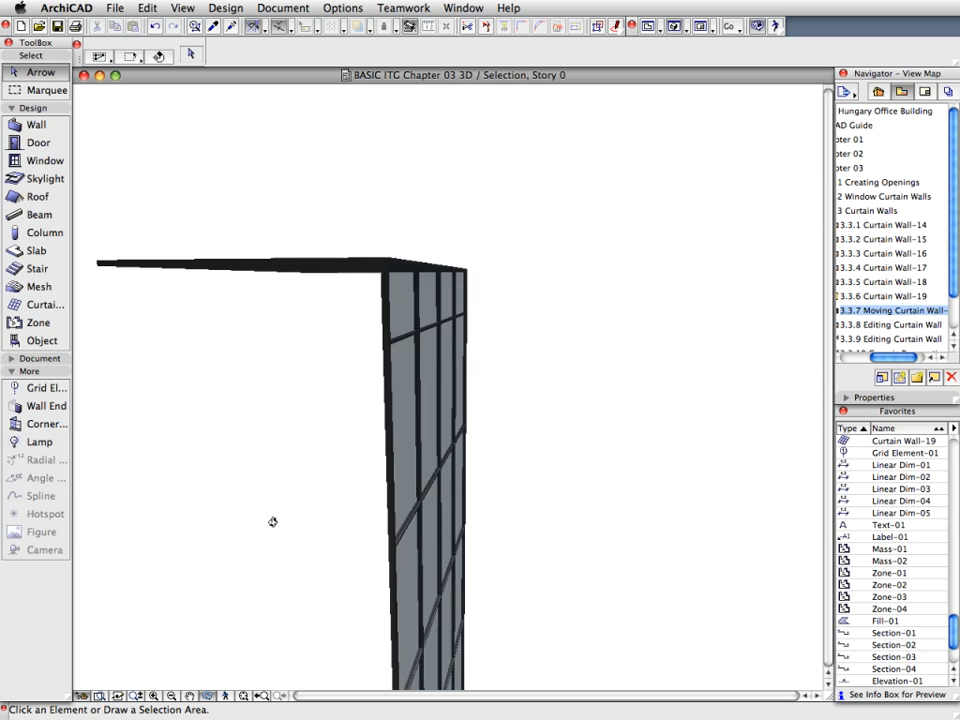 ArchiCAD File Edit View Design Document Options Teamwork Window Help
ToolBox
Select
Arrow
Marquee
Design
Wall
Door
Window
Skylight
Roof
Beam
Column
Slab
Stair
Mesh
Curtai...
Zone
Object
Document
More
Grid El...
Wall End
Corner...
Lamp
Radial ...
Angle ...
Spline
Hotspot
Figure
Camera
BASIC ITG Chapter 03 3D / Selection, Story 0
Go...
Navigator - View Map
Hungary Office Building
AD Guide
oter 01
oter 02
oter 03
1 Creating Openings
2 Window Curtain Walls
3 Curtain Walls
3.3.1 Curtain Wall-14
3.3.2 Curtain Wall-15
3.3.3 Curtain Wall-16
3.3.4 Curtain Wall-17
3.3.5 Curtain Wall-18
3.3.6 Curtain Wall-19
3.3.7 Moving Curtain Wall-
3.3.8 Editing Curtain Wall
3.3.9 Editing Curtain Wall
Properties
Favorites
Type Name
Curtain Wall-19
Grid Element-01
Linear Dim-01
Linear Dim-02
Linear Dim-03
Linear Dim-04
Linear Dim-05
A Text-01
A1 Label-01
Mass-01
Mass-02
Zone-01
Zone-02
Zone-03
Zone-04
Fill-01
Section-01
Section-02
Section-03
Section-04
Elevation-01
See Info Box for Preview
Click an Element or Draw a Selection Area.